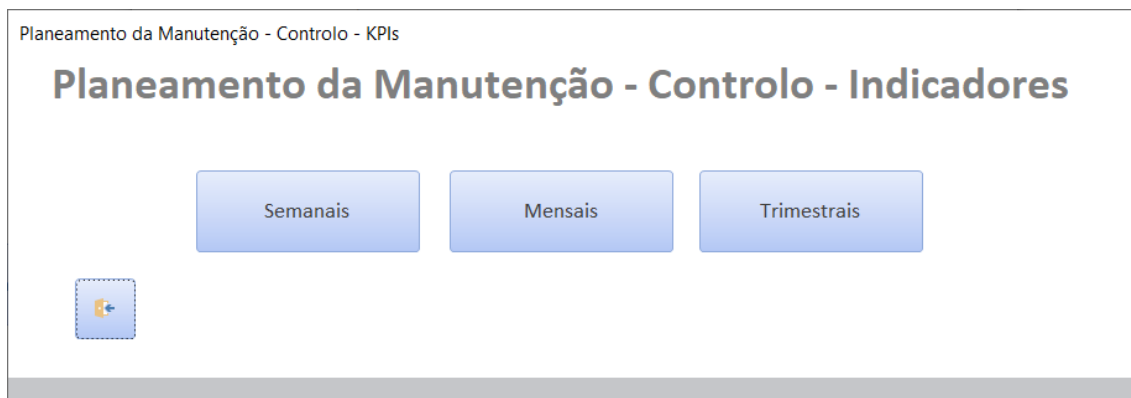 Planeamento da Manutenção - Controlo - KPIs
Planeamento da Manutenção - Controlo - Indicadores
Semanais Mensais Trimestrais